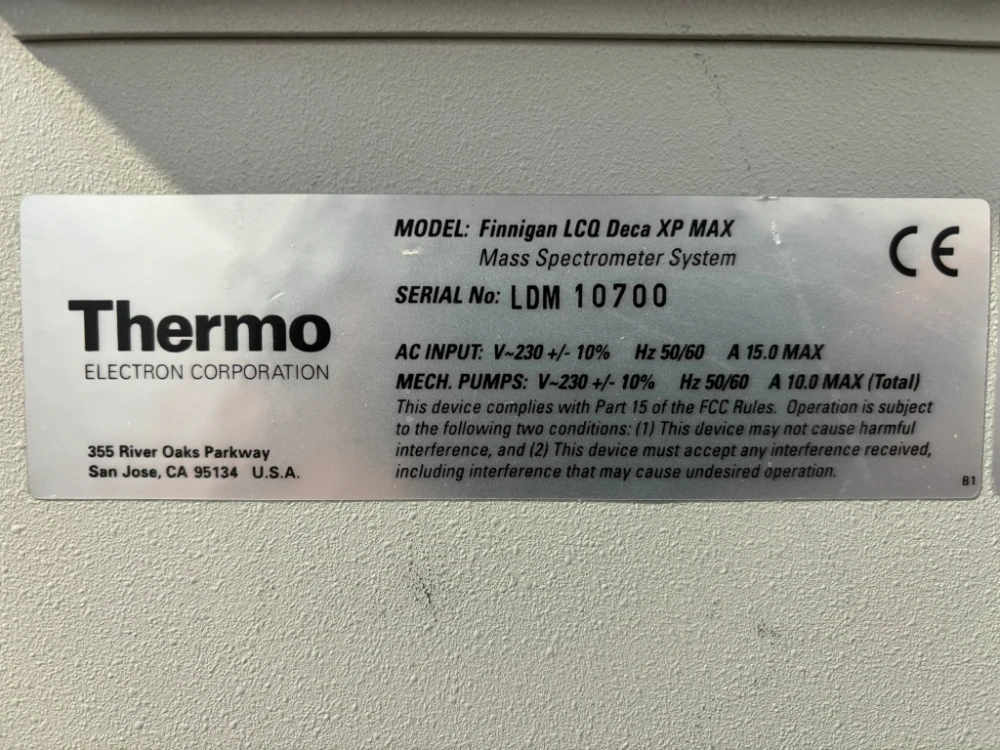 Thermo
ELECTRON CORPORATION
355 River Oaks Parkway
San Jose, CA 95134 U.S.A.
MODEL: Finnigan LCQ Deca XP MAX
Mass Spectrometer System
SERIAL No: LDM 10700
AC INPUT: V~230 +/- 10% Hz 50/60 A 15.0 MAX
MECH. PUMPS: V~230 +/- 10% Hz 50/60 A 10.0 MAX (Total)
This device complies with Part 15 of the FCC Rules. Operation is subject
to the following two conditions: (1) This device may not cause harmful
interference, and (2) This device must accept any interference received,
including interference that may cause undesired operation.
CE
B1